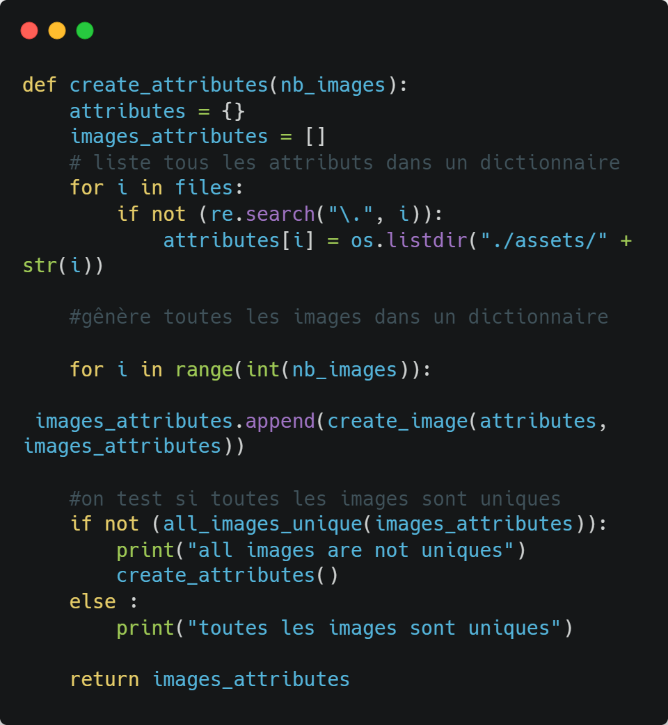 def create_attributes(nb_images):
    attributes = {}
    images_attributes = []
    # liste tous les attributs dans un dictionnaire
    for i in files:
        if not (re.search("\.", i)):
            attributes[i] = os.listdir("./assets/" +
str(i))

    #gênère toutes les images dans un dictionnaire

    for i in range(int(nb_images)):

 images_attributes.append(create_image(attributes,
images_attributes))

    #on test si toutes les images sont uniques
    if not (all_images_unique(images_attributes)):
        print("all images are not uniques")
        create_attributes()
    else :
        print("toutes les images sont uniques")

    return images_attributes